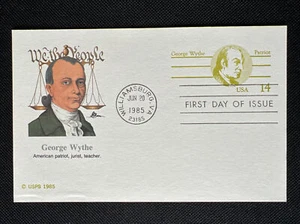 We the People
George Wythe
American patriot, jurist, teacher.
© USPS 1985
WILLIAMSBURG, VA
JUN 20
1985
23185
George Wythe Patriot
USA 14
FIRST DAY OF ISSUE